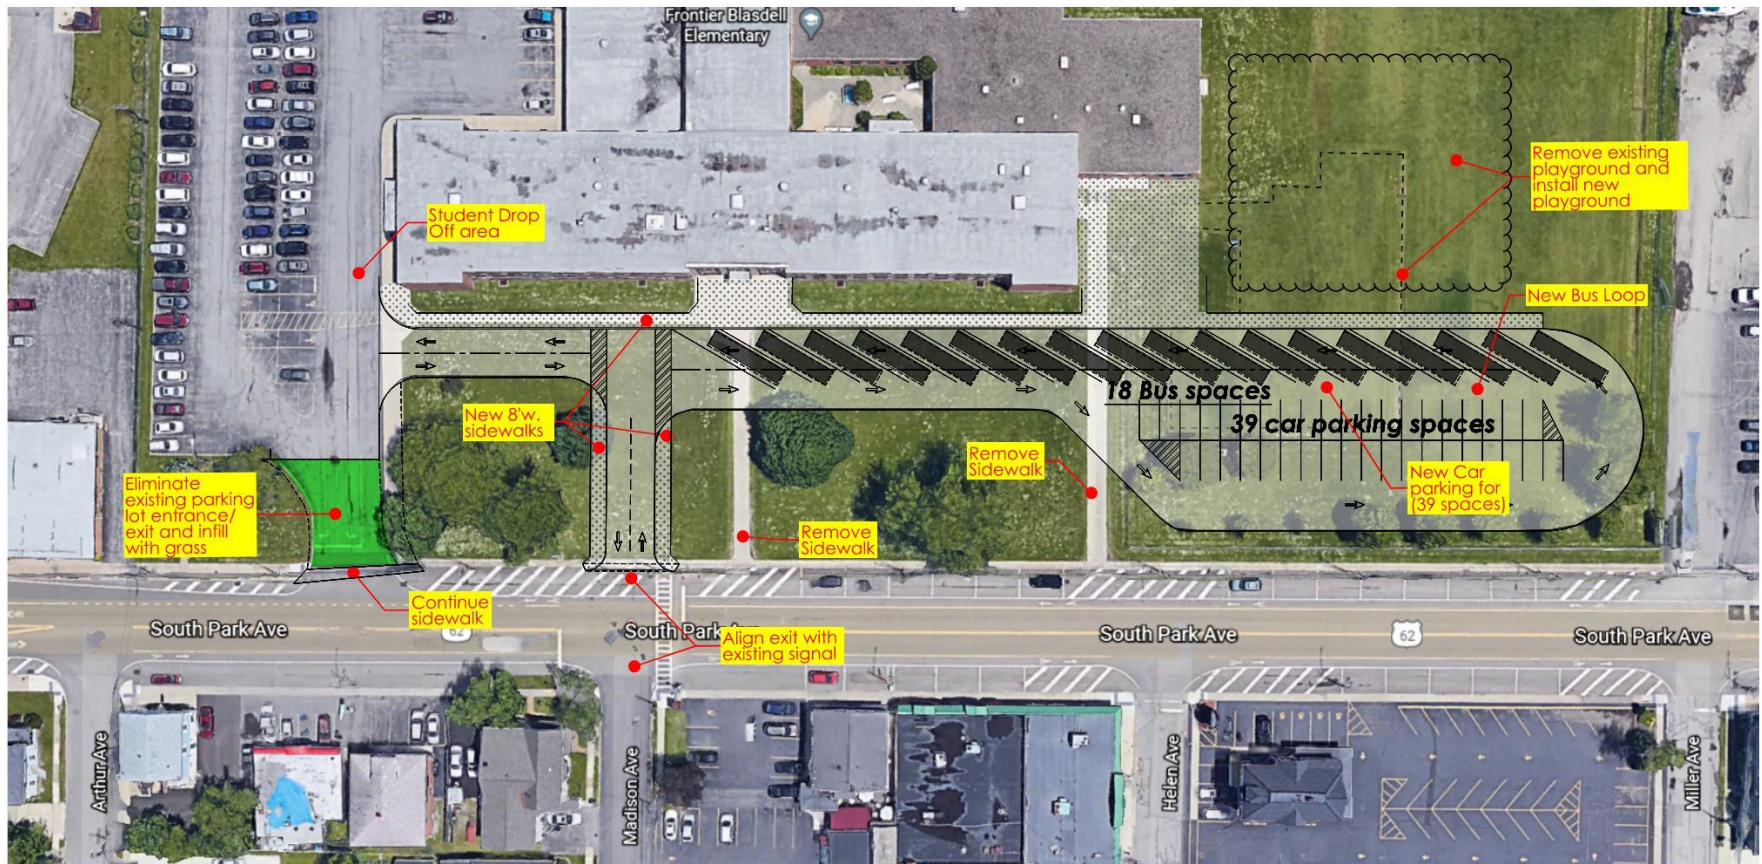 Frontier Blasdell
Elementary
Remove existing
playground and
install new
playground
Student Drop
Off area
New Bus Loop
18 Bus spaces
39 car parking spaces
New 8'w.
sidewalks
Remove
Sidewalk
New Car
parking for
(39 spaces)
Eliminate
existing parking
lot entrance/
exit and infill
with grass
Remove
Sidewalk
Continue
sidewalk
Align exit with
existing signal
South Park Ave
62
South Park Ave
South Park Ave
62
South Park Ave
Arthur Ave
Madison Ave
Helen Ave
Miller Ave